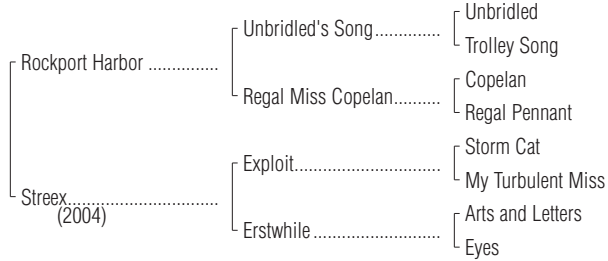 Unbridled
Unbridled's Song..............
Trolley Song
Rockport Harbor ...............
Copelan
Regal Miss Copelan..........
Regal Pennant
Storm Cat
Exploit...............................
My Turbulent Miss
Streex.................................
(2004)
Arts and Letters
Erstwhile ...........................
Eyes